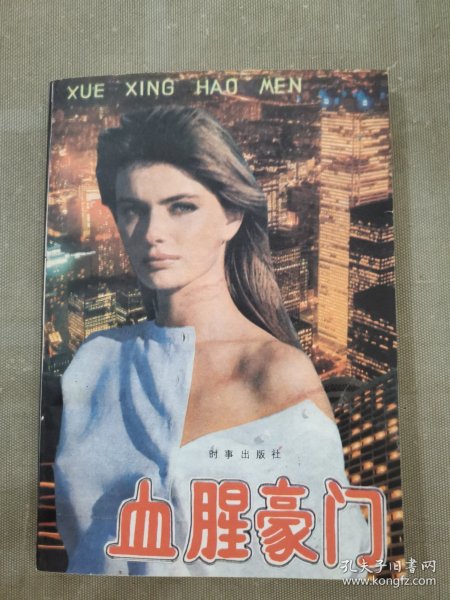 XUE XING HAO MEN
时事出版社
血腥豪门
孔夫子旧书网
www.kongfz.com